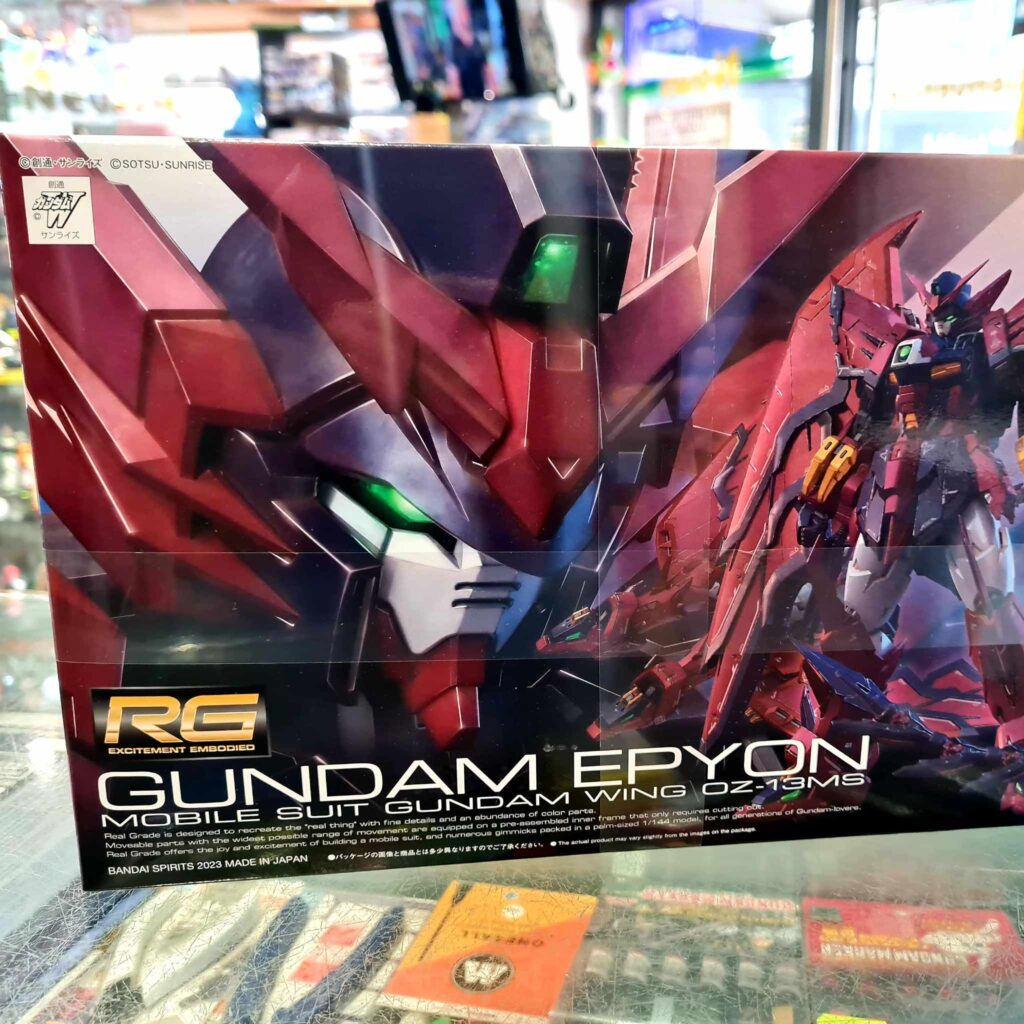 ©創通・サンライズ ©SOTSU・SUNRISE
創通
©ガンダムW
サンライズ
RG
EXCITEMENT EMBODIED
GUNDAM EPYON
MOBILE SUIT GUNDAM WING OZ-13MS
Real Grade is designed to recreate the "real thing" with fine details and an abundance of color parts.
Moveable parts with the widest possible range of movement are equipped on a pre-assembled inner frame that only requires cutting out.
Real Grade offers the joy and excitement of building a mobile suit, and numerous gimmicks packed in a palm-sized 1/144 model, for all generations of Gundam-lovers.
BANDAI SPIRITS 2023 MADE IN JAPAN ●パッケージの画像と商品とは多少異なりますのでご了承ください。 ●The actual product may vary slightly from the images on the package.
GUNDAM MARKER